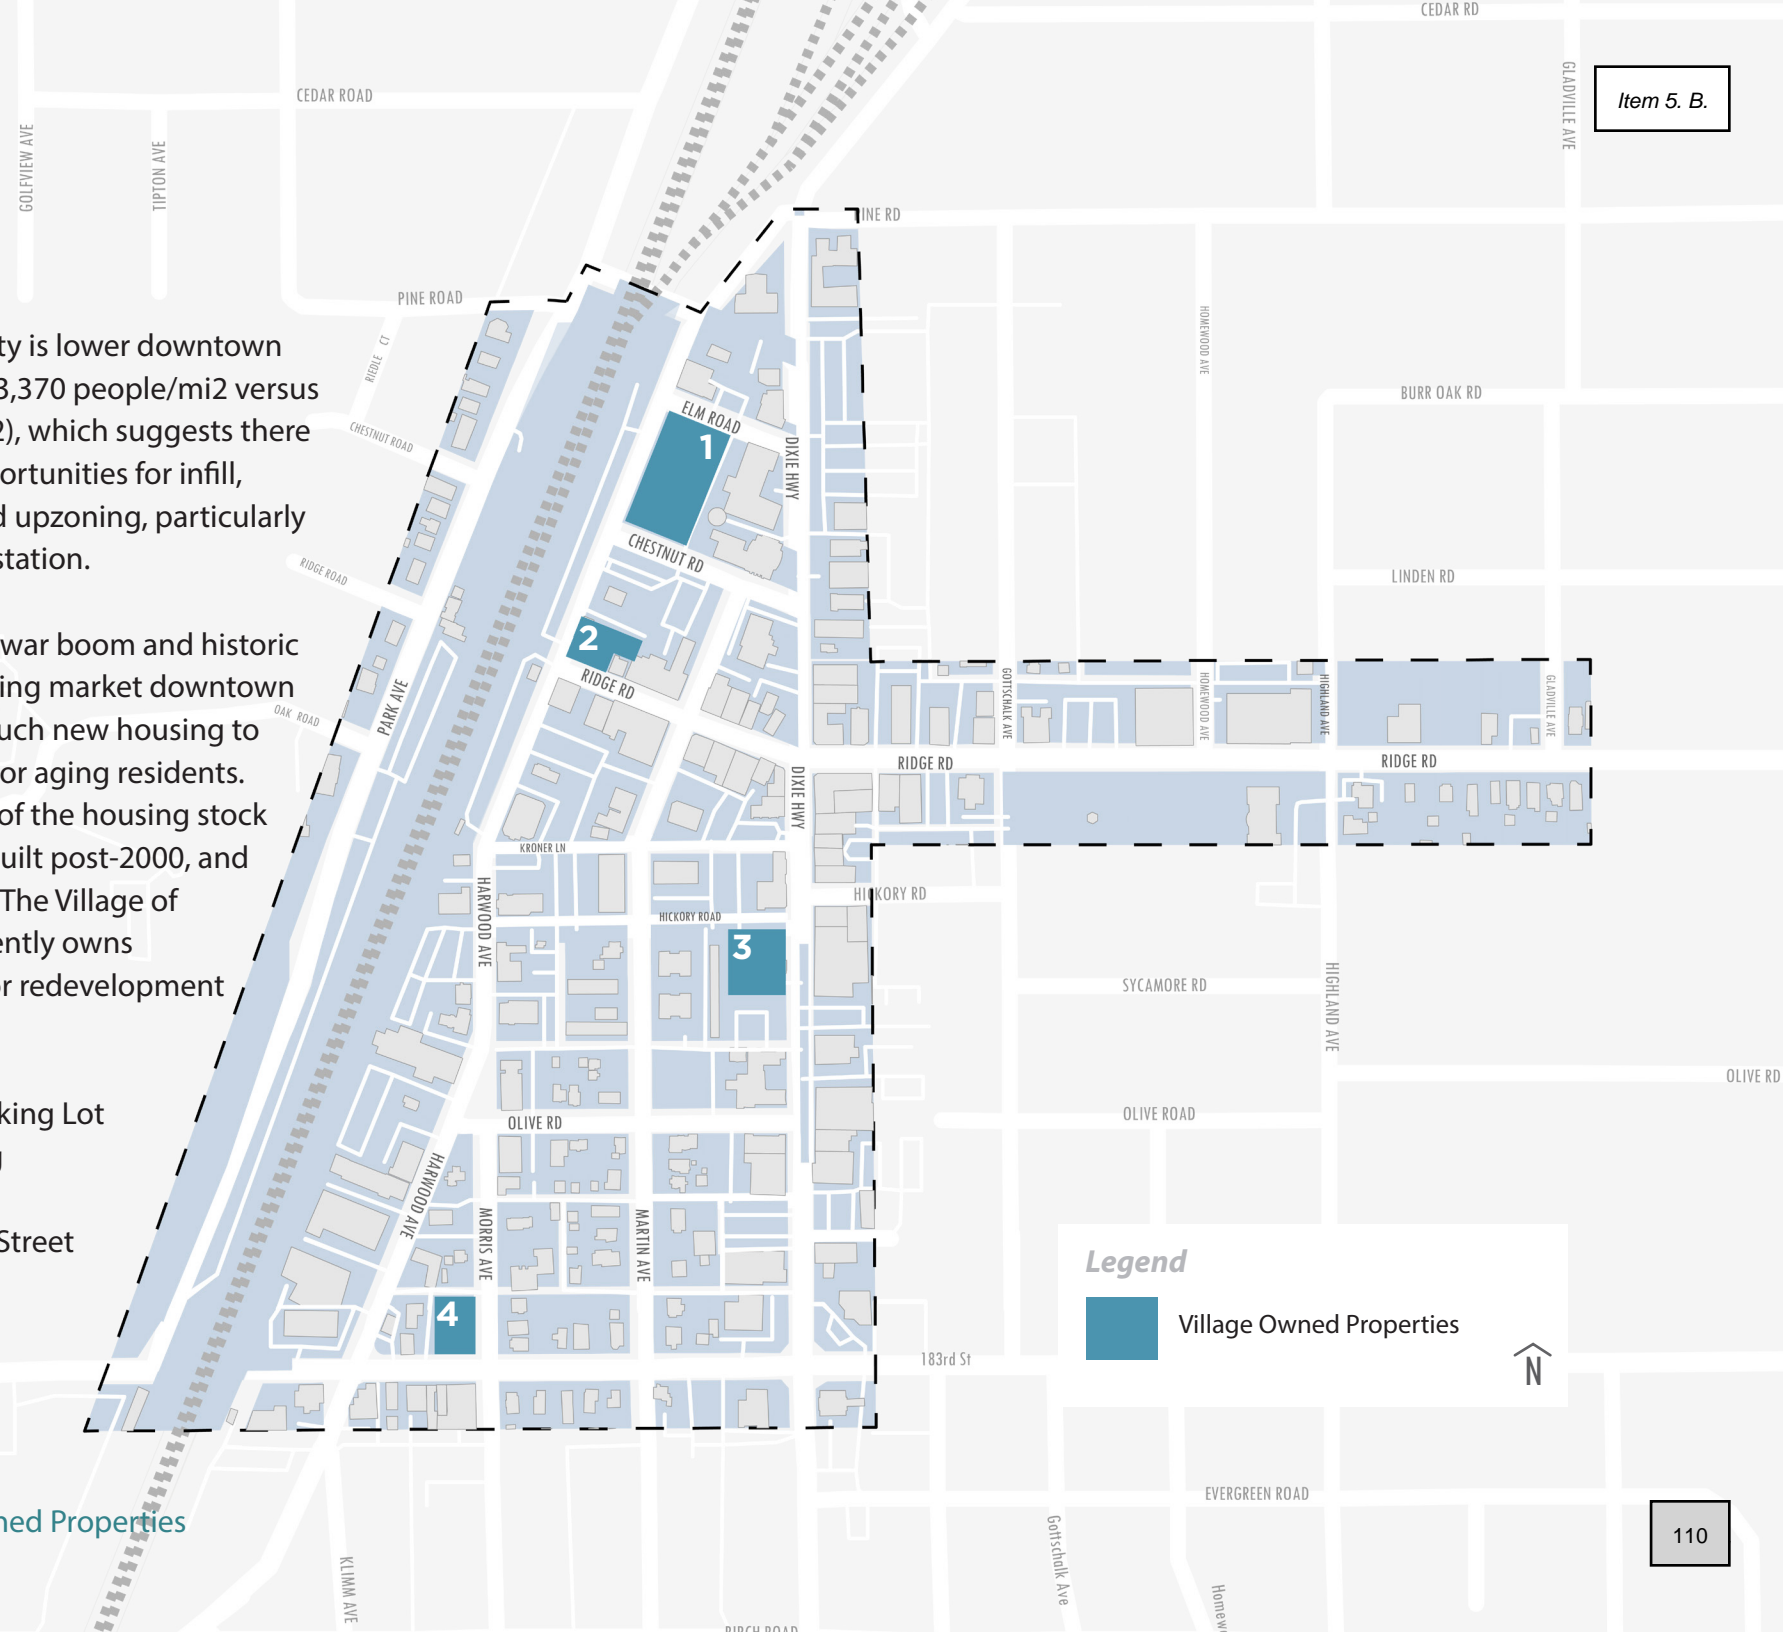 CEDAR RD
Item 5. B.
GLADVILLE AVE
CEDAR ROAD
GOLFVIEW AVE
TIPTON AVE
INE RD
PINE ROAD
HOMEWOOD AVE
RIEDLE CT
BURR OAK RD
CHESTNUT ROAD
ELM ROAD
1
DIXIE HWY
CHESTNUT RD
LINDEN RD
RIDGE ROAD
2
RIDGE RD
OAK ROAD
PARK AVE
GOTTSCHALK AVE
HOMEWOOD AVE
HIGHLAND AVE
GLADVILLE AVE
RIDGE RD
RIDGE RD
DIXIE HWY
KRONER LN
HARWOOD AVE
HICKORY RD
HICKORY ROAD
3
SYCAMORE RD
HIGHLAND AVE
OLIVE RD
OLIVE ROAD
OLIVE RD
HARWOOD AVE
MORRIS AVE
MARTIN AVE
4
183rd St
EVERGREEN ROAD
Gottschalk Ave
KLIMM AVE
BIRCH ROAD
ty is lower downtown
3,370 people/mi2 versus
2), which suggests there
ortunities for infill,
d upzoning, particularly
station.
war boom and historic
ing market downtown
uch new housing to
or aging residents.
of the housing stock
uilt post-2000, and
The Village of
ently owns
or redevelopment
king Lot
g
Street
ned Properties
Legend
Village Owned Properties
N
110